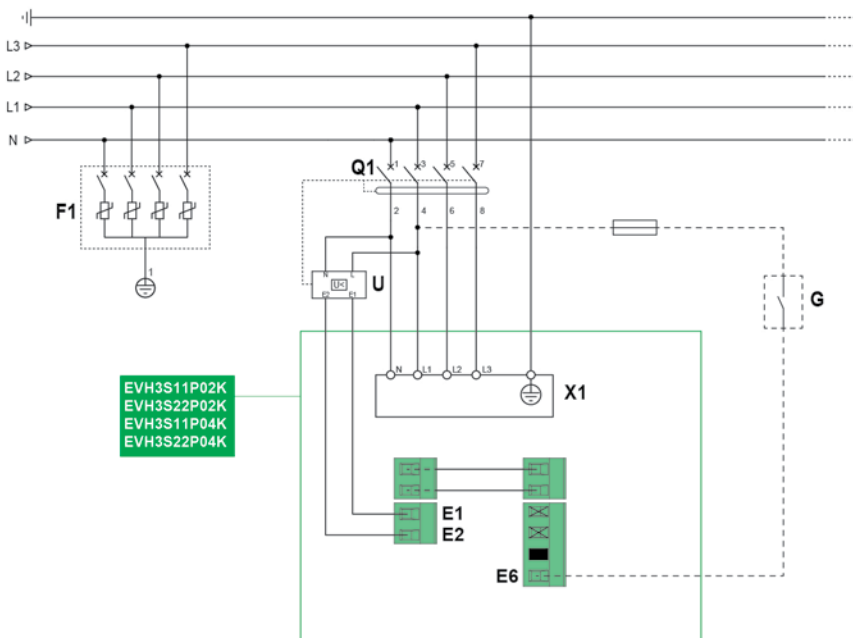 L3
L2
L1
N
Q1
1 3 5 7
F1
2 4 6 8
1
N L
U<
U
E2 E1
G
EVH3S11P02K
EVH3S22P02K
EVH3S11P04K
EVH3S22P04K
N L1 L2 L3
X1
E1
E2
E6